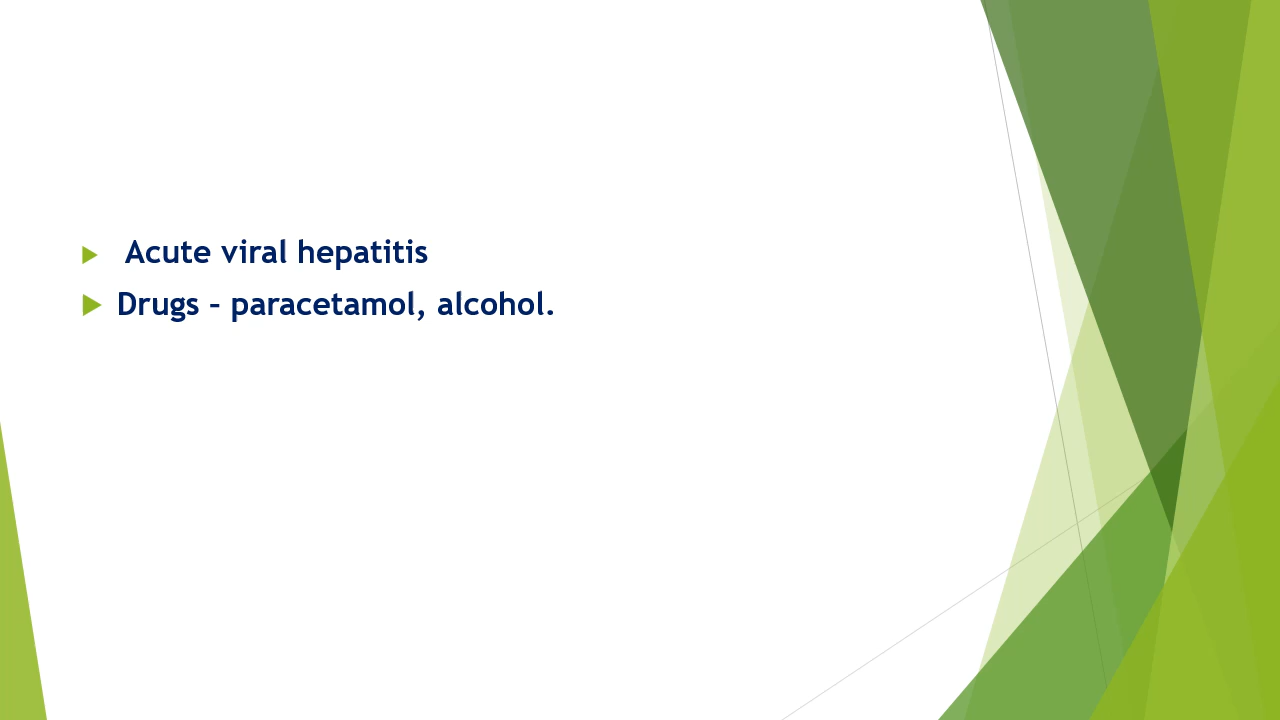 Acute viral hepatitis
Drugs – paracetamol, alcohol.